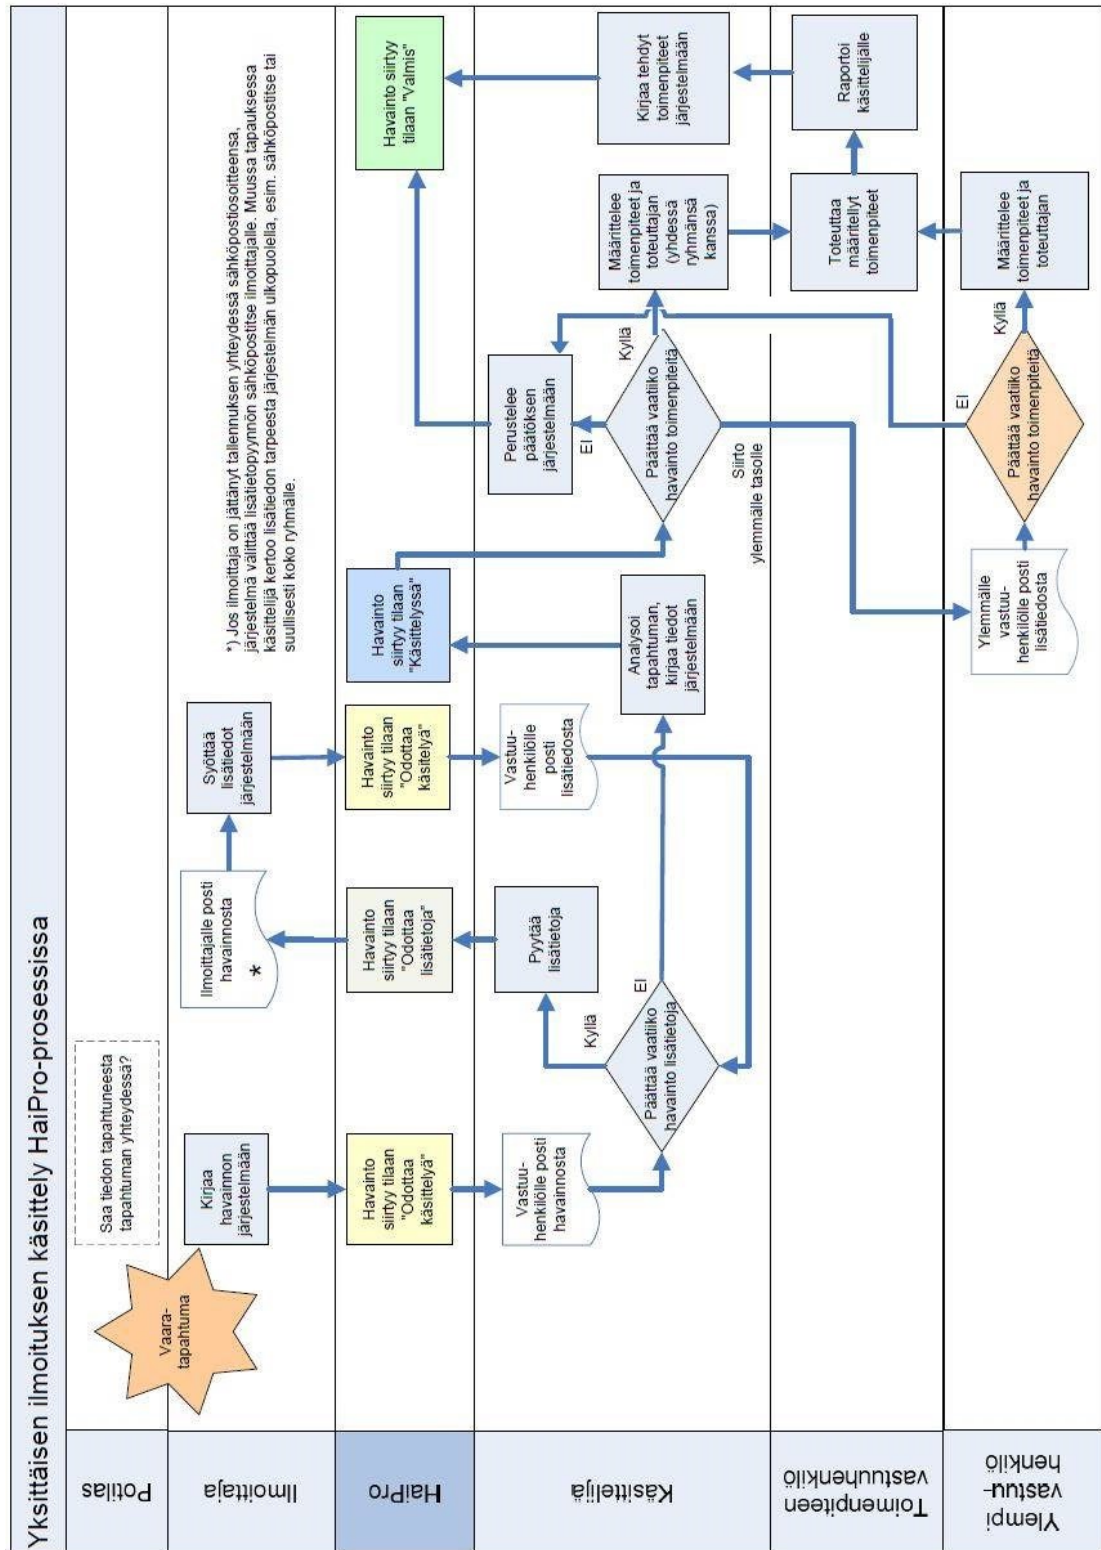 Yksittäisen ilmoituksen käsittely HaiPro-prosessissa
Potilas
Saa tiedon tapahtuneesta
tapahtuman yhteydessä?
Vaara-
tapahtuma
Ilmoittaja
Kirjaa
havainnon
järjestelmään
Ilmoittajalle posti
havainnosta
*
Syöttää
lisätiedot
järjestelmään
*) Jos ilmoittaja on jättänyt tallennuksen yhteydessä sähköpostiosoitteensa,
järjestelmä välittää lisätietopyynnön sähköpostitse ilmoittajalle. Muussa tapauksessa
käsittelijä kertoo lisätiedon tarpeesta järjestelmän ulkopuolella, esim. sähköpostitse tai
suullisesti koko ryhmälle.
HaiPro
Havainto
siirtyy tilaan
"Odottaa
käsittelyä"
Havainto
siirtyy tilaan
"Odottaa
lisätietoja"
Havainto
siirtyy tilaan
"Odottaa
käsitelyä"
Havainto
siirtyy tilaan
"Käsittelyssä"
Havainto siirtyy
tilaan "Valmis"
Käsittelijä
Vastuu-
henkilölle posti
havainnosta
Päättää vaatiiko
havainto lisätietoja
Kyllä
EI
Pyytää
lisätietoja
Vastuu-
henkilölle
posti
lisätiedosta
Analysoi
tapahtuman,
kirjaa tiedot
järjestelmään
Päättää vaatiiko
havainto toimenpiteitä
EI
Kyllä
Siirto
ylemmälle tasolle
Perustelee
päätöksen
järjestelmään
Määrittelee
toimenpiteet ja
toteuttajan
(yhdessä
ryhmänsä
kanssa)
Kirjaa tehdyt
toimenpiteet
järjestelmään
Toimenpiteen
vastuuhenkilö
Toteuttaa
määritellyt
toimenpiteet
Raportoi
käsittelijälle
Ylempi
vastuu-
henkilö
Ylemmälle
vastuu-
henkilölle posti
lisätiedosta
Päättää vaatiiko
havainto toimenpiteitä
EI
Kyllä
Määrittelee
toimenpiteet ja
toteuttajan